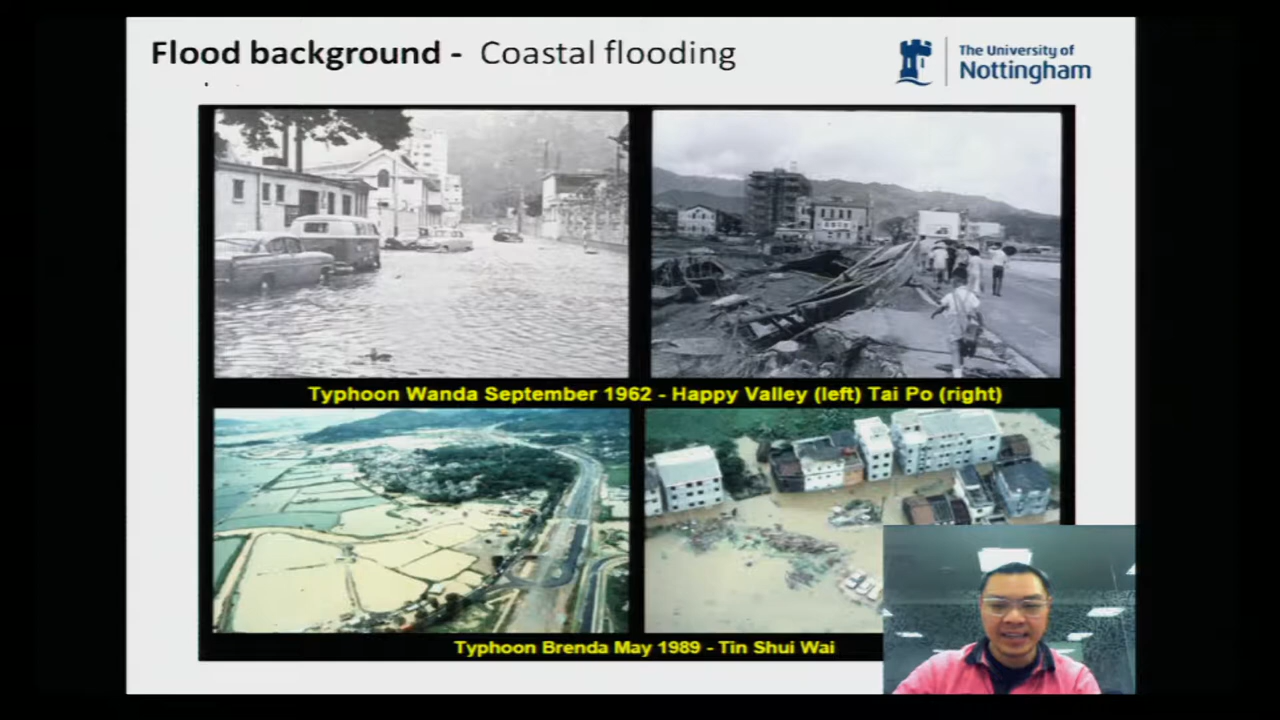 Flood background - Coastal flooding
The University of
Nottingham
Typhoon Wanda September 1962 - Happy Valley (left) Tai Po (right)
Typhoon Brenda May 1989 - Tin Shui Wai